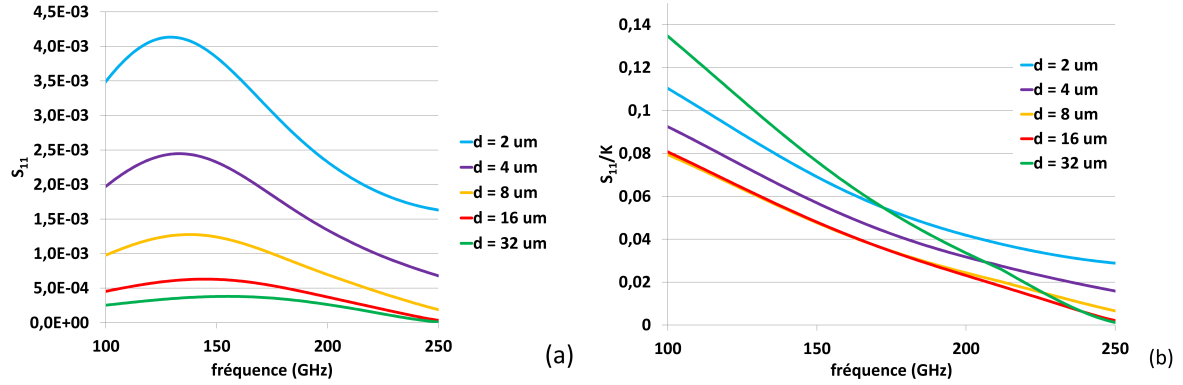 4,5E-03
4,0E-03
3,5E-03
3,0E-03
2,5E-03
2,0E-03
1,5E-03
1,0E-03
5,0E-04
0,0E+00
S11
100
150
200
250
fréquence (GHz)
d = 2 um
d = 4 um
d = 8 um
d = 16 um
d = 32 um
(a)
0,14
0,12
0,1
0,08
0,06
0,04
0,02
0
S11/K
100
150
200
250
fréquence (GHz)
d = 2 um
d = 4 um
d = 8 um
d = 16 um
d = 32 um
(b)